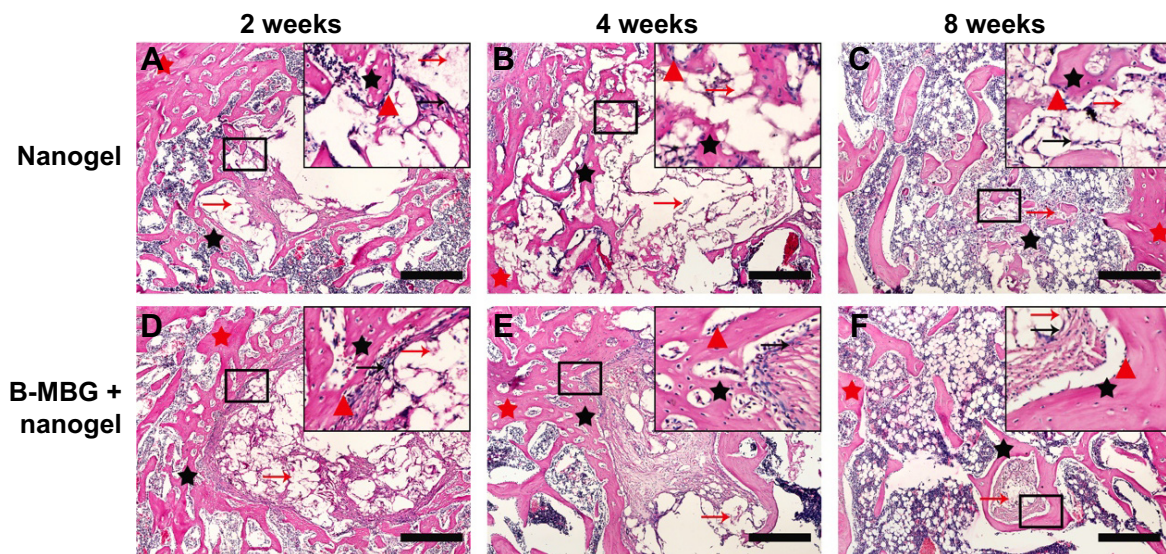 2 weeks
4 weeks
8 weeks
Nanogel
A
B
C
B-MBG +
nanogel
D
E
F